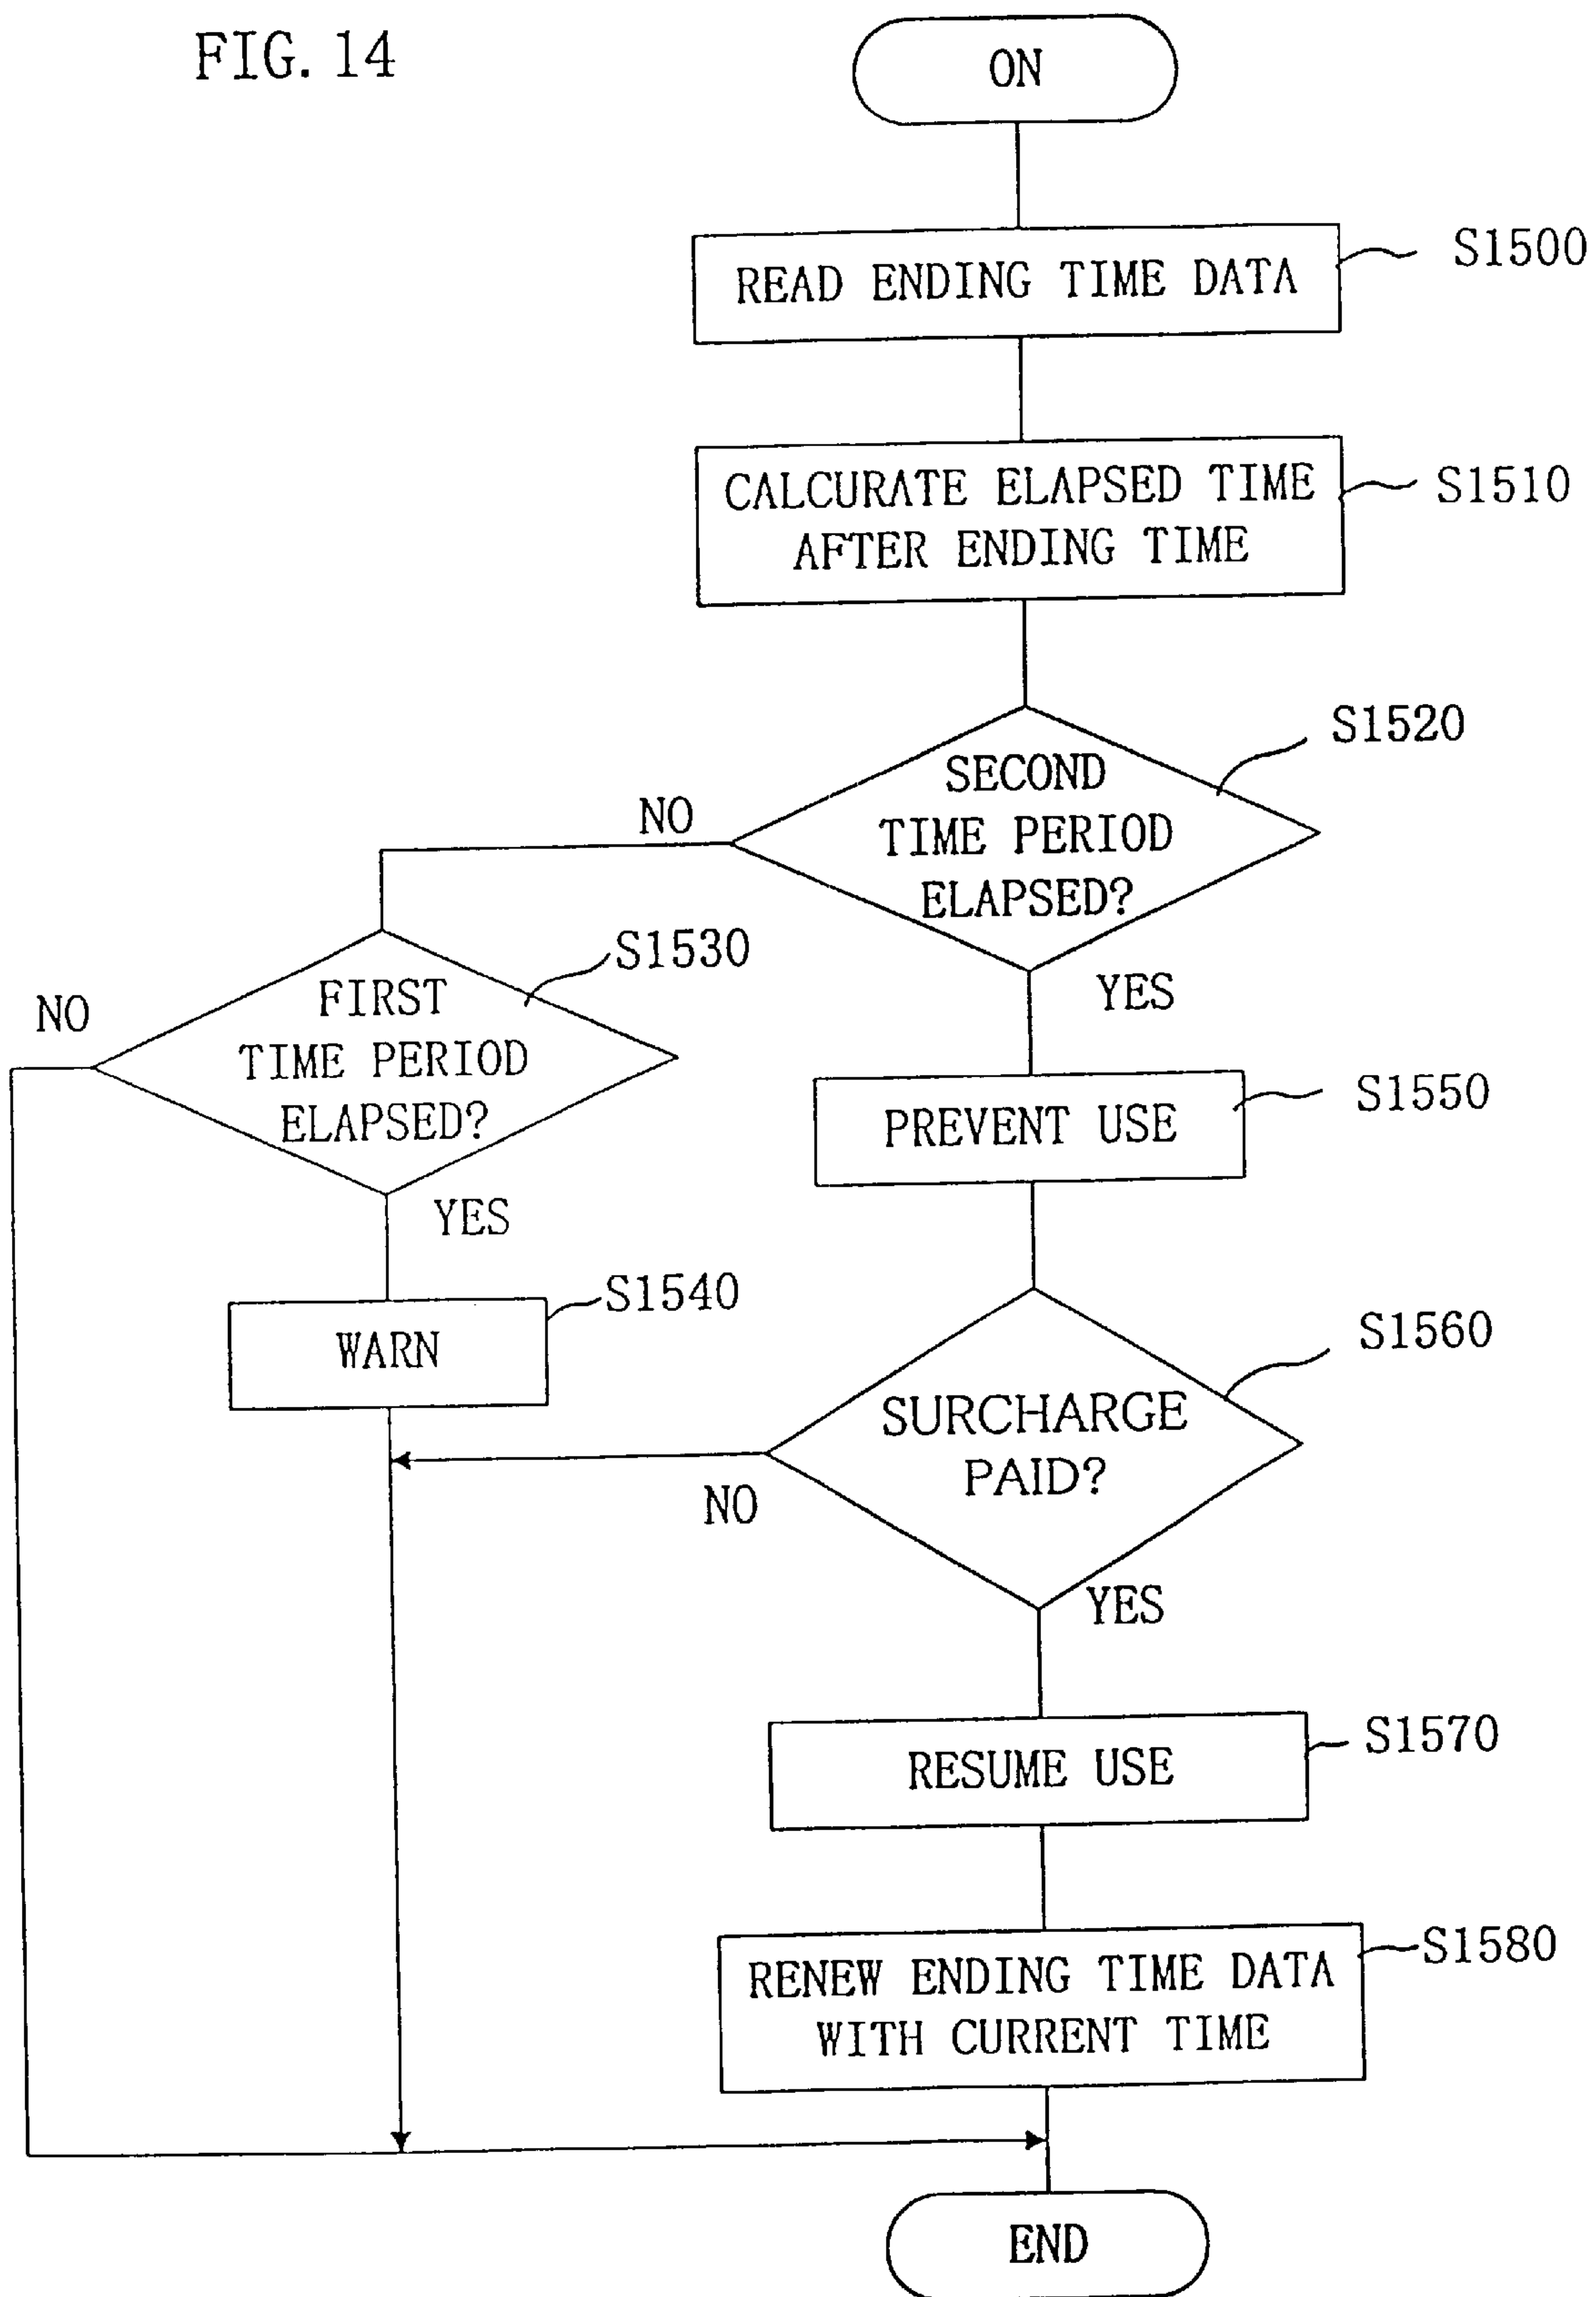 FIG. 14
ON
READ ENDING TIME DATA
S1500
CALCURATE ELAPSED TIME
AFTER ENDING TIME
S1510
SECOND
TIME PERIOD
ELAPSED?
S1520
NO
YES
FIRST
TIME PERIOD
ELAPSED?
S1530
NO
YES
PREVENT USE
S1550
WARN
S1540
SURCHARGE
PAID?
S1560
NO
YES
RESUME USE
S1570
RENEW ENDING TIME DATA
WITH CURRENT TIME
S1580
END